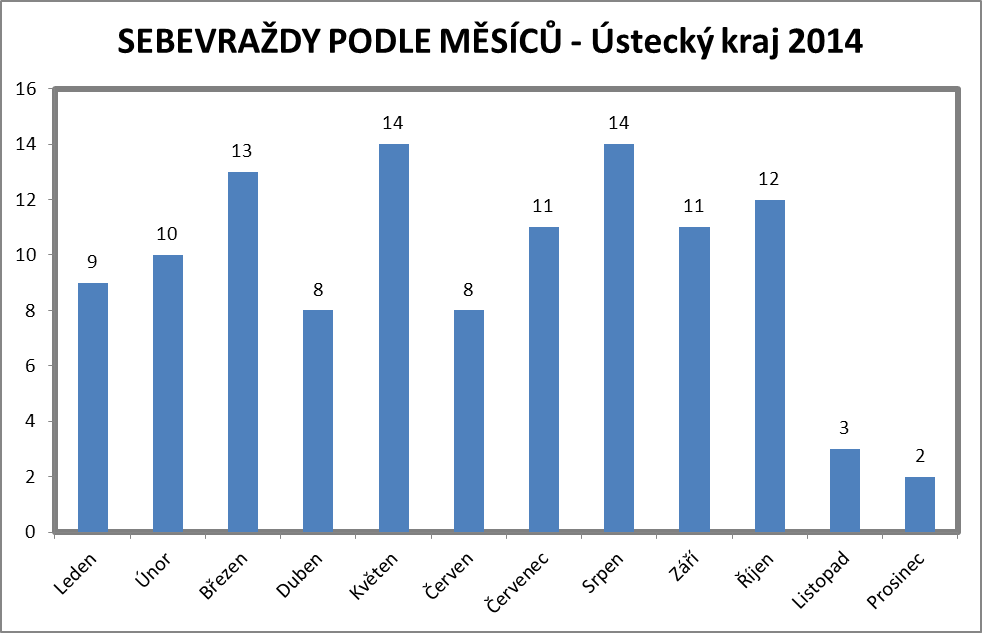 SEBEVRAŽDY PODLE MĚSÍCŮ - Ústecký kraj 2014
16
14
12
10
8
6
4
2
0
9
10
13
8
14
8
11
14
11
12
3
2
Leden
Únor
Březen
Duben
Květen
Červen
Červenec
Srpen
Září
Říjen
Listopad
Prosinec